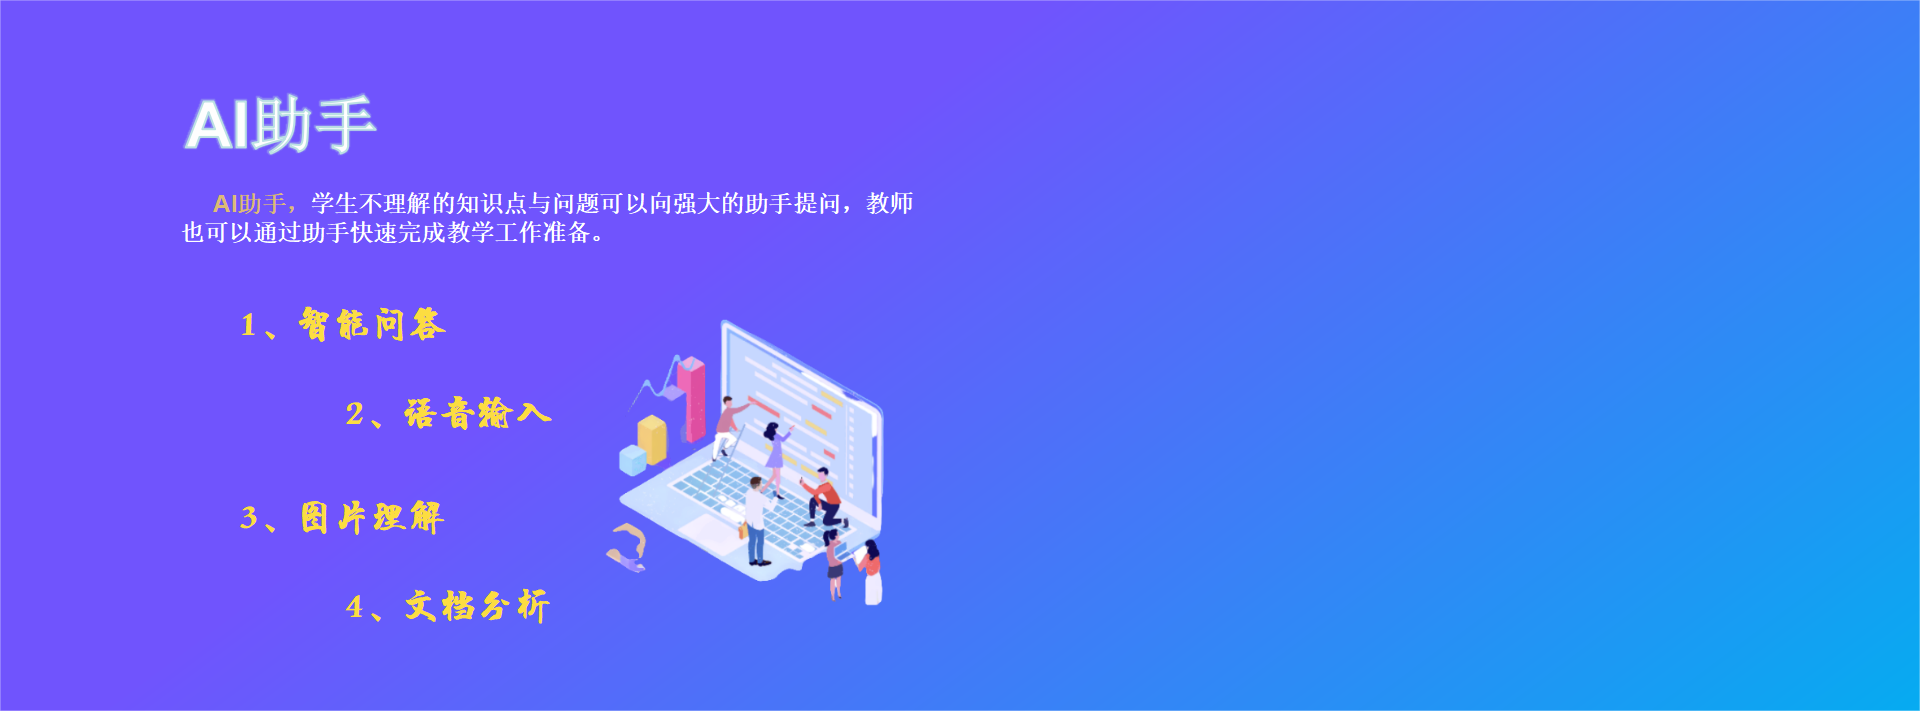 AI助手
AI助手，学生不理解的知识点与问题可以向强大的助手提问，教师
也可以通过助手快速完成教学工作准备。
1、智能问答
2、语音输入
3、图片理解
4、文档分析